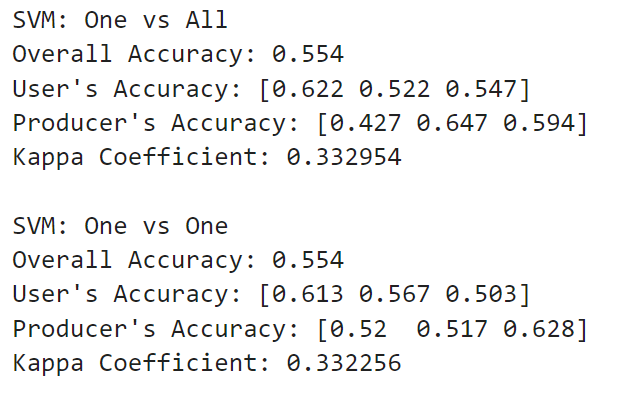 SVM: One vs All
Overall Accuracy: 0.554
User's Accuracy: [0.622 0.522 0.547]
Producer's Accuracy: [0.427 0.647 0.594]
Kappa Coefficient: 0.332954

SVM: One vs One
Overall Accuracy: 0.554
User's Accuracy: [0.613 0.567 0.503]
Producer's Accuracy: [0.52  0.517 0.628]
Kappa Coefficient: 0.332256